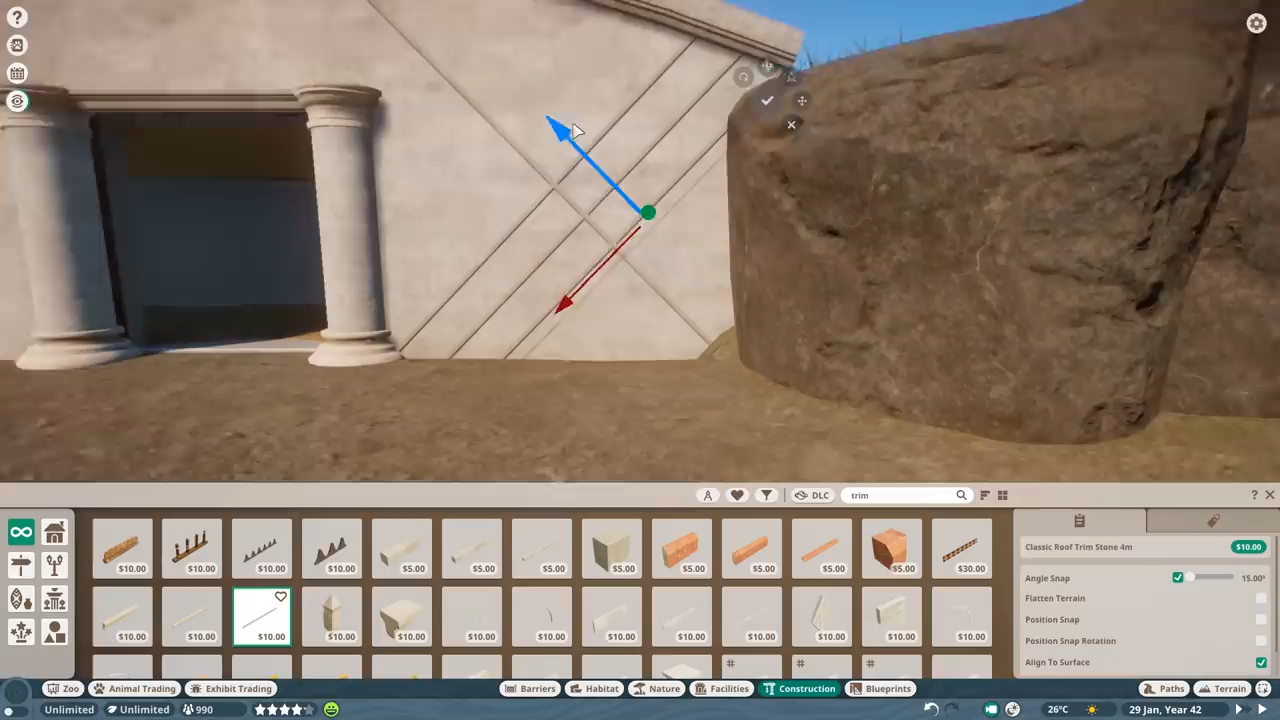 DLC
trim
?
Classic Roof Trim Stone 4m
$10.00
Angle Snap
15.00°
Flatten Terrain
Position Snap
Position Snap Rotation
Align To Surface
$10.00 $10.00 $10.00 $10.00 $5.00 $5.00 $5.00 $5.00 $5.00 $5.00 $5.00 $5.00 $30.00
$10.00 $10.00 $10.00 $10.00 $10.00 $10.00 $10.00 $10.00 $10.00 $10.00 $10.00 $10.00 $10.00
# # #
Zoo Animal Trading Exhibit Trading Barriers Habitat Nature Facilities Construction Blueprints Paths Terrain
Unlimited Unlimited 990 26°C 29 Jan, Year 42